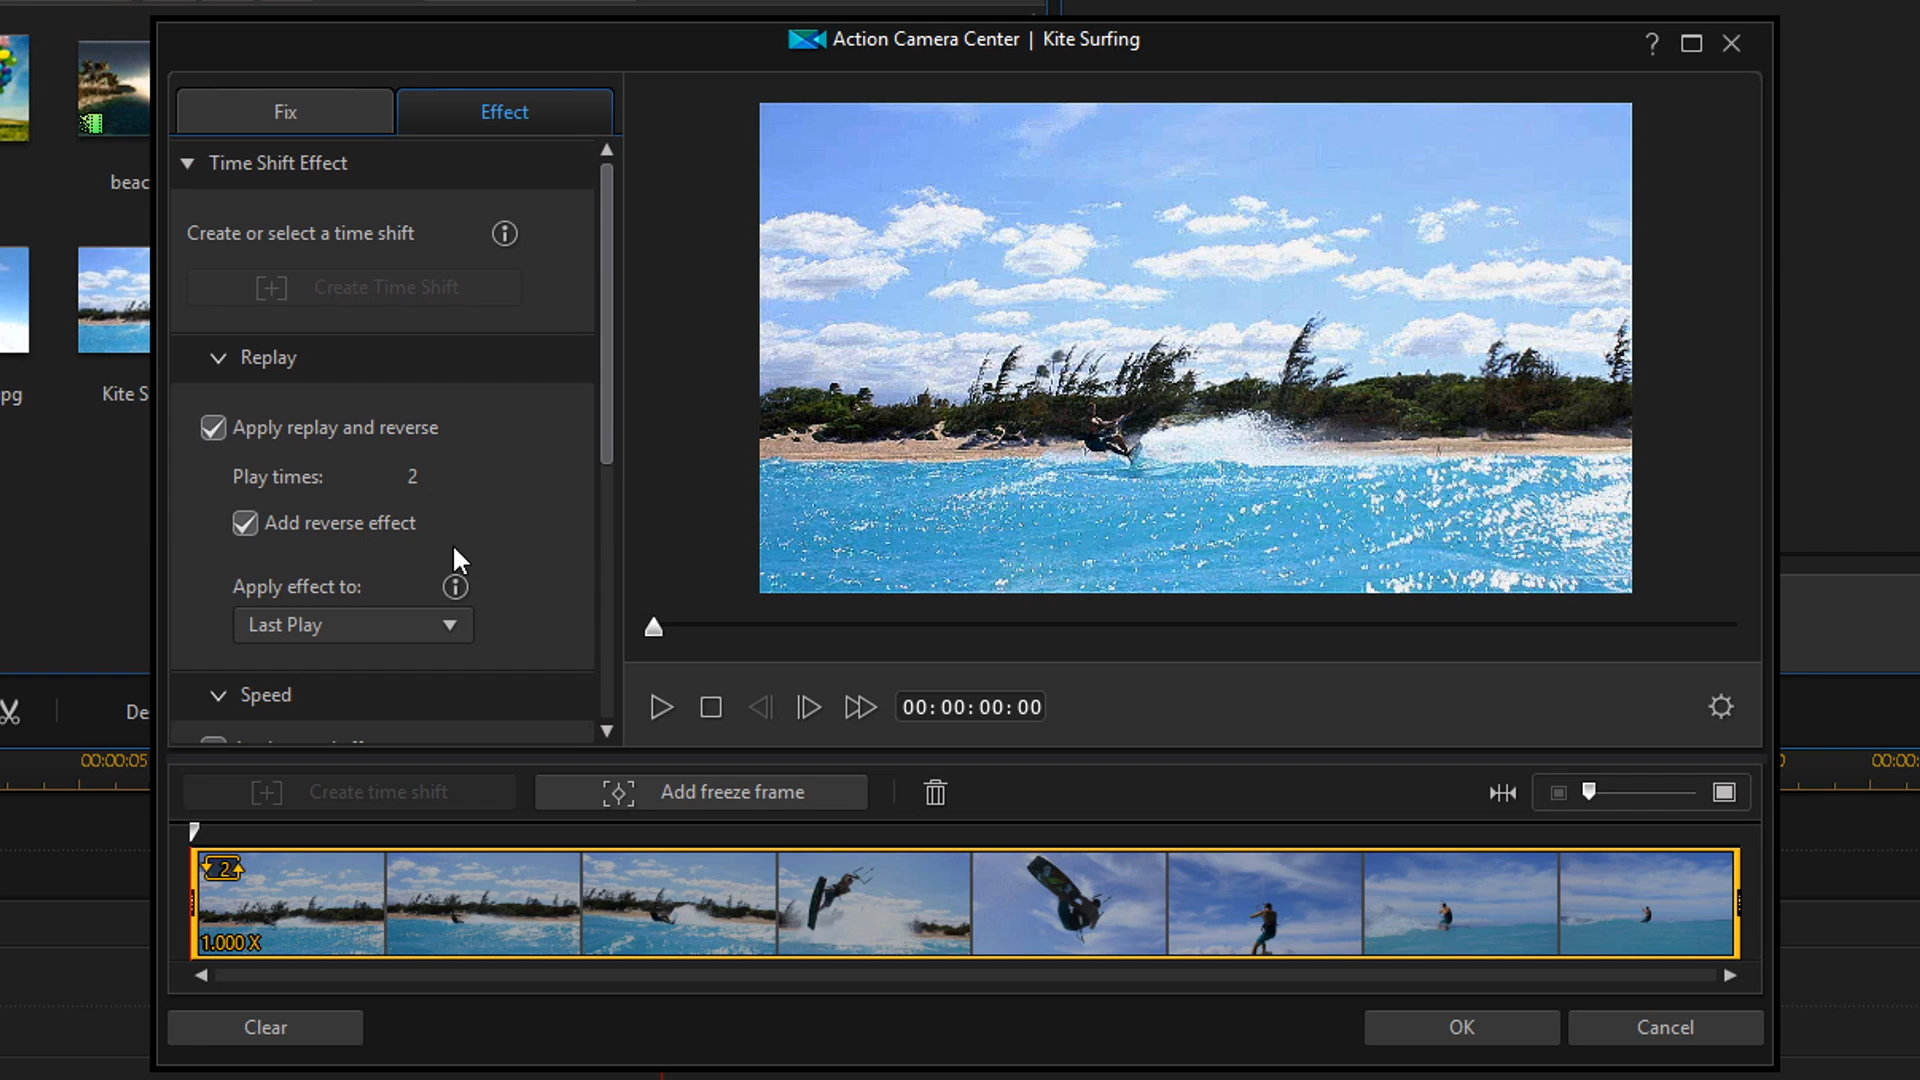 Action Camera Center | Kite Surfing
?
Fix
Effect
Time Shift Effect
beac
Create or select a time shift
Create Time Shift
Replay
pg
Kite S
Apply replay and reverse
Play times: 2
Add reverse effect
Apply effect to:
Last Play
Speed
De
00:00:00:00
00:00:05
00:00:
Create time shift
Add freeze frame
2
1.000 X
Clear
OK
Cancel